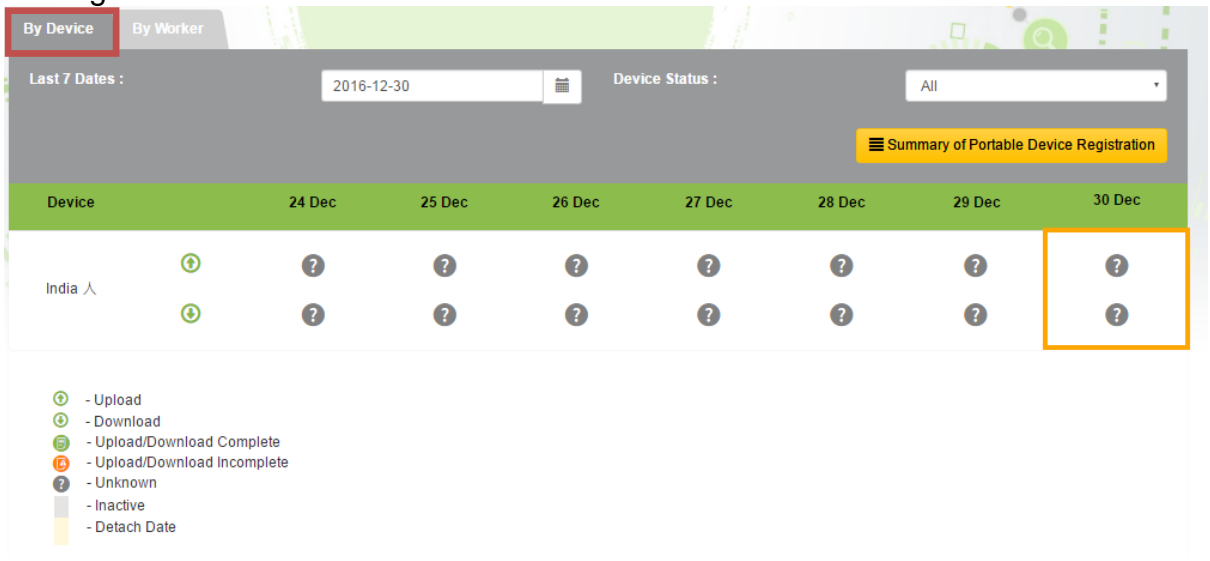 By Device By Worker
Last 7 Dates : 2016-12-30 Device Status : All
Summary of Portable Device Registration
Device 24 Dec 25 Dec 26 Dec 27 Dec 28 Dec 29 Dec 30 Dec
? ? ? ? ? ? ?
India 人
? ? ? ? ? ? ?
- Upload
- Download
- Upload/Download Complete
- Upload/Download Incomplete
? - Unknown
- Inactive
- Detach Date